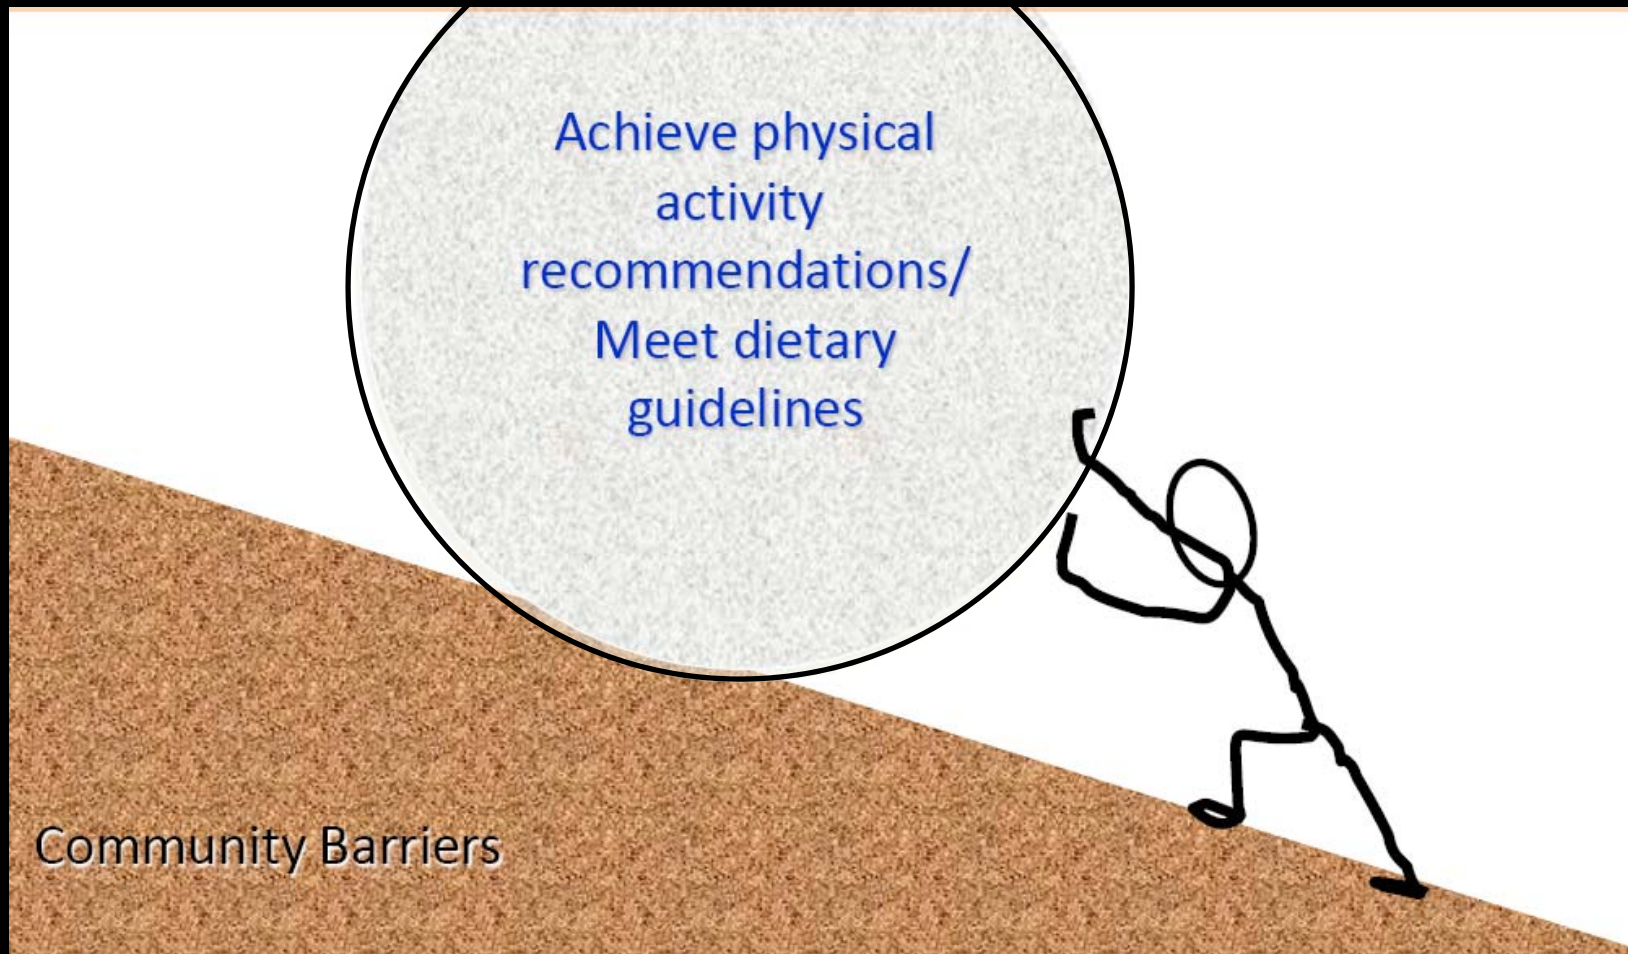 Achieve physical
activity
recommendations/
Meet dietary
guidelines
Community Barriers